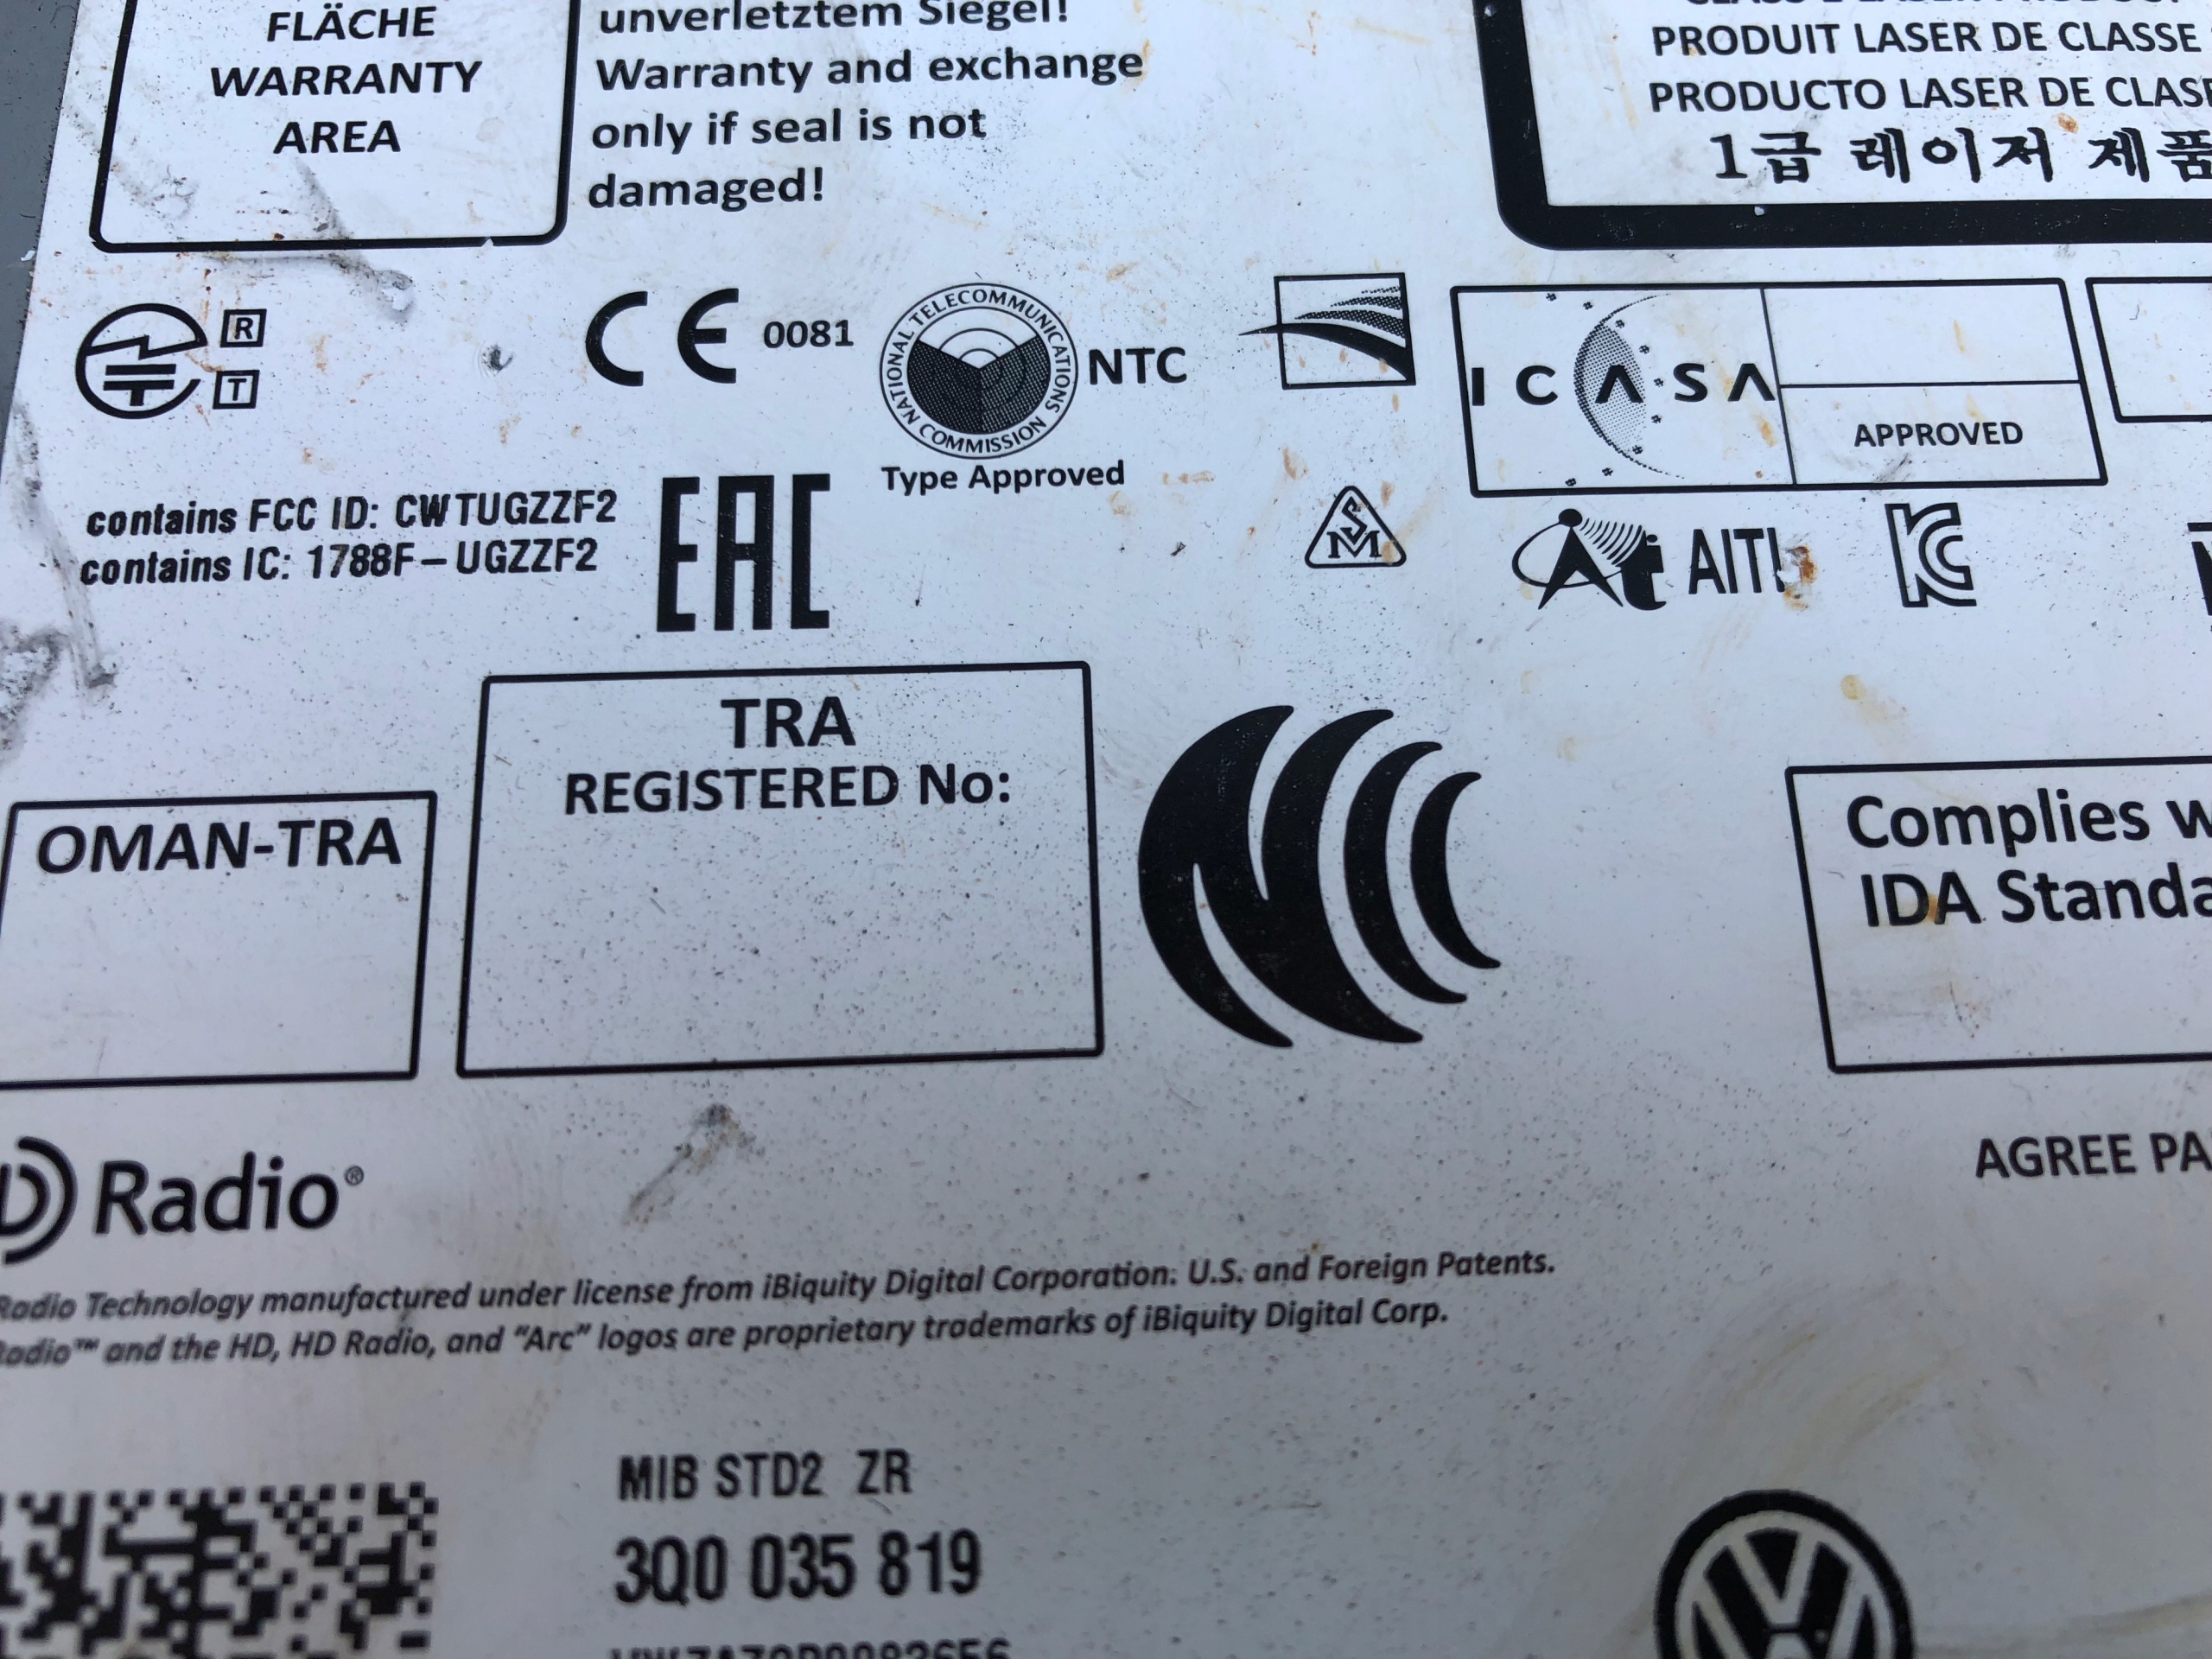 FLÄCHE
WARRANTY
AREA
unverletztem Siegel!
Warranty and exchange
only if seal is not
damaged!
PRODUIT LASER DE CLASSE
PRODUCTO LASER DE CLASE
1급 레이저 제품
R
T
CE 0081
NATIONAL TELECOMMUNICATIONS COMMISSION
NTC
Type Approved
ICASA
APPROVED
contains FCC ID: CWTUGZZF2
contains IC: 1788F-UGZZF2
EAC
SM
At AITI
KC
OMAN-TRA
TRA
REGISTERED No:
Complies w
IDA Standa
AGREE PA
Radio®
Radio Technology manufactured under license from iBiquity Digital Corporation. U.S. and Foreign Patents.
Radio™ and the HD, HD Radio, and "Arc" logos are proprietary trademarks of iBiquity Digital Corp.
MIB STD2 ZR
3Q0 035 819
VW